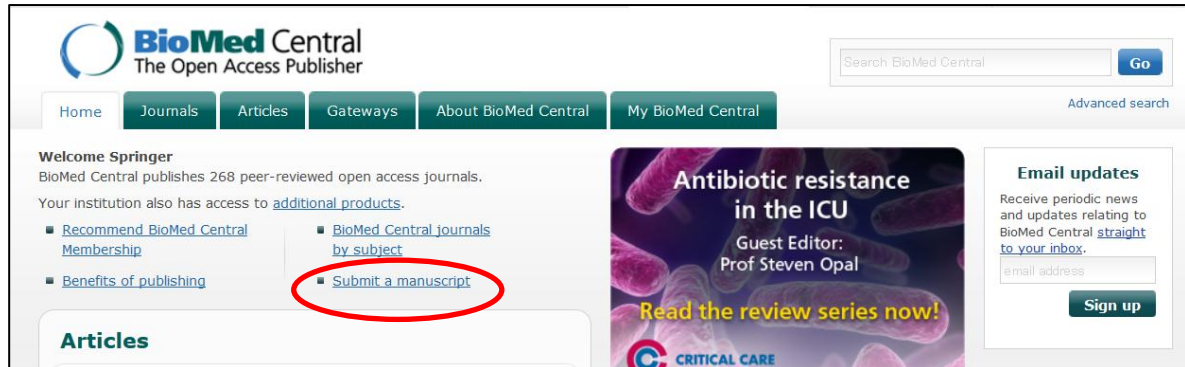 BioMed Central
The Open Access Publisher
Search BioMed Central
Go
Advanced search
Home
Journals
Articles
Gateways
About BioMed Central
My BioMed Central
Welcome Springer
BioMed Central publishes 268 peer-reviewed open access journals.
Your institution also has access to additional products.
Recommend BioMed Central
Membership
Benefits of publishing
BioMed Central journals
by subject
Submit a manuscript
Articles
Antibiotic resistance
in the ICU
Guest Editor:
Prof Steven Opal
Read the review series now!
CRITICAL CARE
Email updates
Receive periodic news
and updates relating to
BioMed Central straight
to your inbox.
email address
Sign up